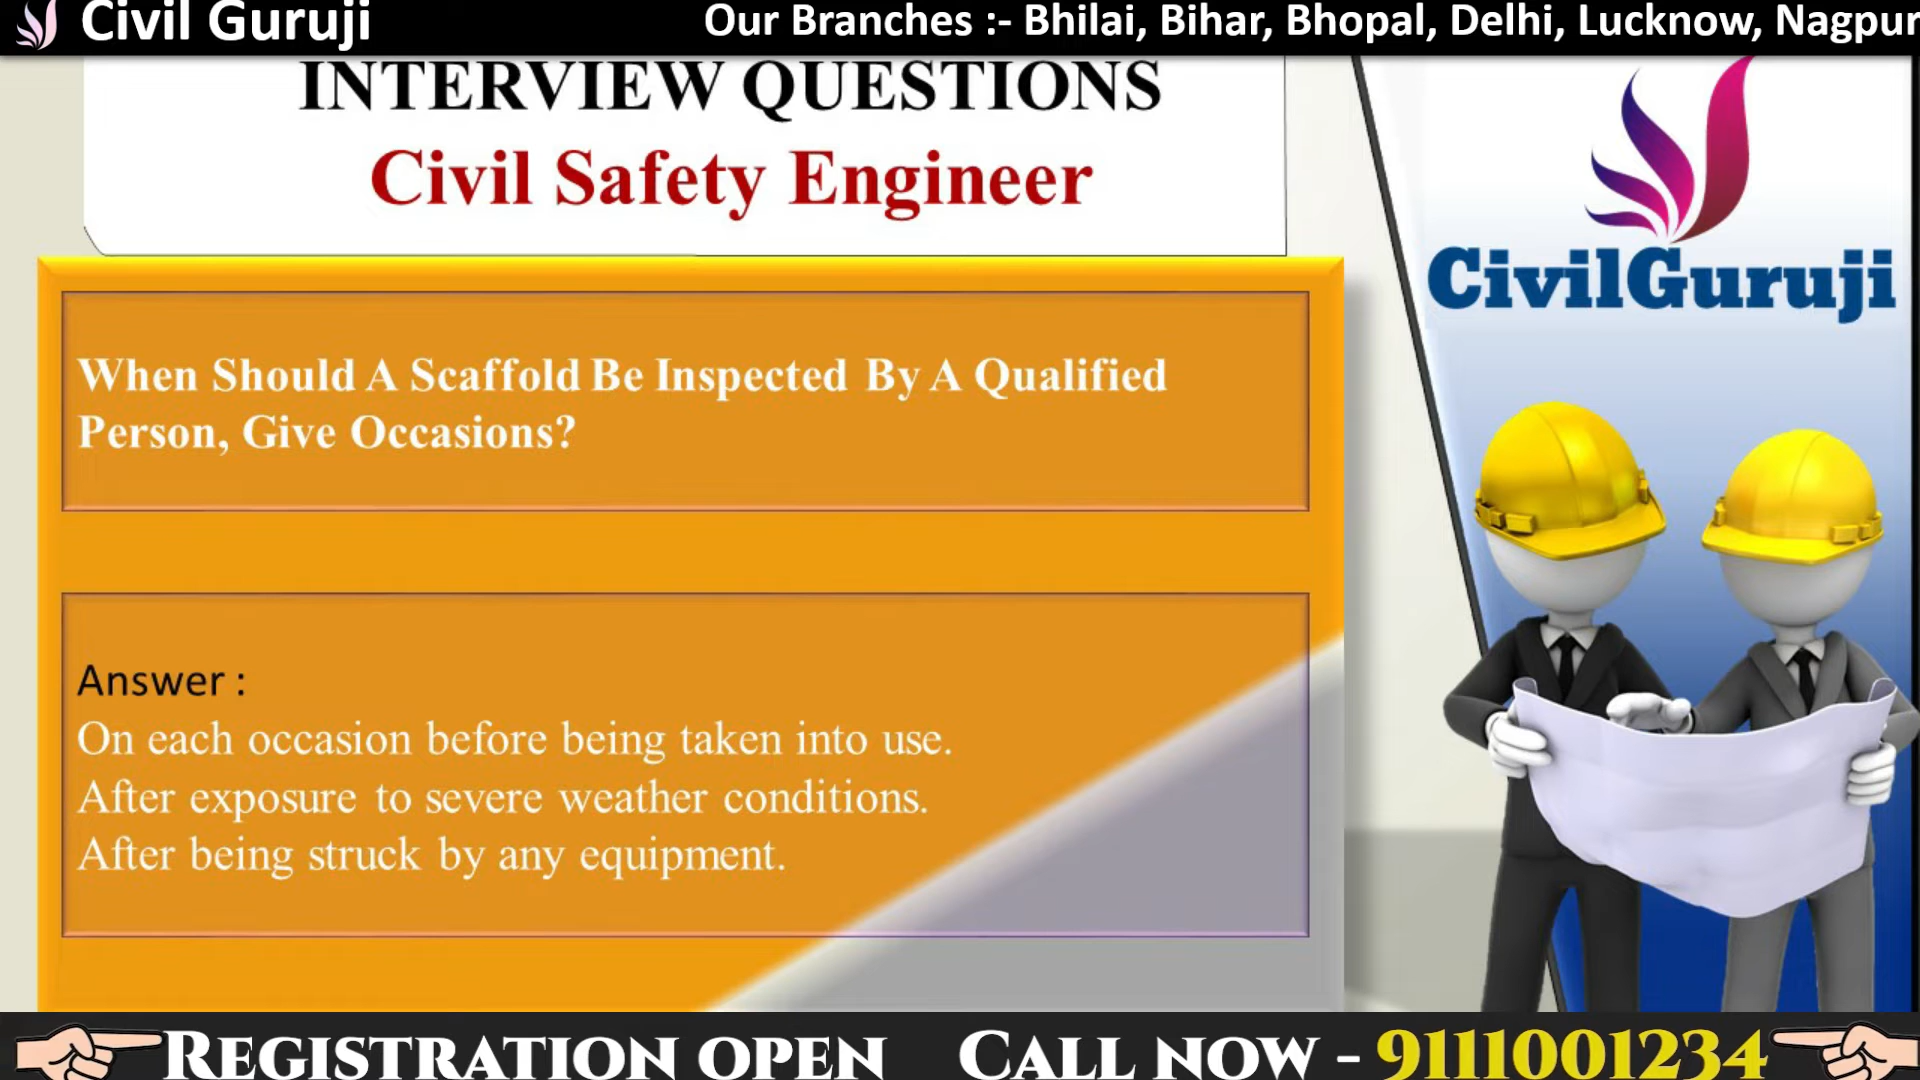 Civil Guruji
Our Branches :- Bhilai, Bihar, Bhopal, Delhi, Lucknow, Nagpur
INTERVIEW QUESTIONS
Civil Safety Engineer
CivilGuruji
When Should A Scaffold Be Inspected By A Qualified
Person, Give Occasions?
Answer :
On each occasion before being taken into use.
After exposure to severe weather conditions.
After being struck by any equipment.
REGISTRATION OPEN CALL NOW - 9111001234